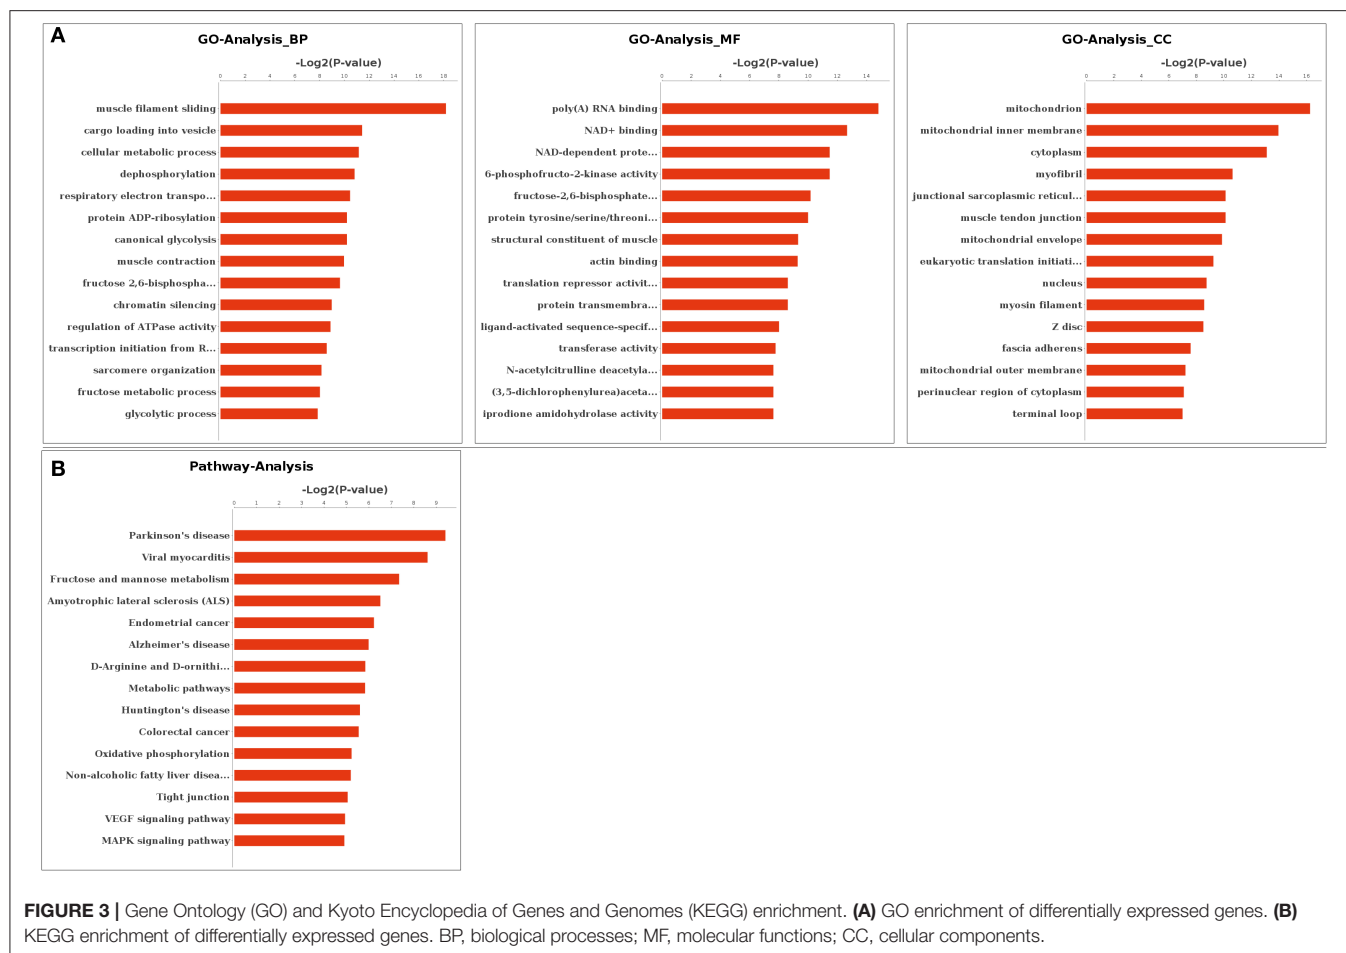 A
GO-Analysis_BP
-Log2(P-value)
0 2 4 6 8 10 12 14 16 18
muscle filament sliding
cargo loading into vesicle
cellular metabolic process
dephosphorylation
respiratory electron transpo...
protein ADP-ribosylation
canonical glycolysis
muscle contraction
fructose 2,6-bisphospha...
chromatin silencing
regulation of ATPase activity
transcription initiation from R...
sarcomere organization
fructose metabolic process
glycolytic process
GO-Analysis_MF
-Log2(P-value)
0 2 4 6 8 10 12 14
poly(A) RNA binding
NAD+ binding
NAD-dependent prote...
6-phosphofructo-2-kinase activity
fructose-2,6-bisphosphate...
protein tyrosine/serine/threoni...
structural constituent of muscle
actin binding
translation repressor activit...
protein transmembra...
ligand-activated sequence-specif...
transferase activity
N-acetylcitrulline deacetyla...
(3,5-dichlorophenylurea)aceta...
iprodione amidohydrolase activity
GO-Analysis_CC
-Log2(P-value)
0 2 4 6 8 10 12 14 16
mitochondrion
mitochondrial inner membrane
cytoplasm
myofibril
junctional sarcoplasmic reticul...
muscle tendon junction
mitochondrial envelope
eukaryotic translation initiati...
nucleus
myosin filament
Z disc
fascia adherens
mitochondrial outer membrane
perinuclear region of cytoplasm
terminal loop
B
Pathway-Analysis
-Log2(P-value)
0 1 2 3 4 5 6 7 8 9
Parkinson's disease
Viral myocarditis
Fructose and mannose metabolism
Amyotrophic lateral sclerosis (ALS)
Endometrial cancer
Alzheimer's disease
D-Arginine and D-ornithi...
Metabolic pathways
Huntington's disease
Colorectal cancer
Oxidative phosphorylation
Non-alcoholic fatty liver disea...
Tight junction
VEGF signaling pathway
MAPK signaling pathway
FIGURE 3 | Gene Ontology (GO) and Kyoto Encyclopedia of Genes and Genomes (KEGG) enrichment. (A) GO enrichment of differentially expressed genes. (B)
KEGG enrichment of differentially expressed genes. BP, biological processes; MF, molecular functions; CC, cellular components.